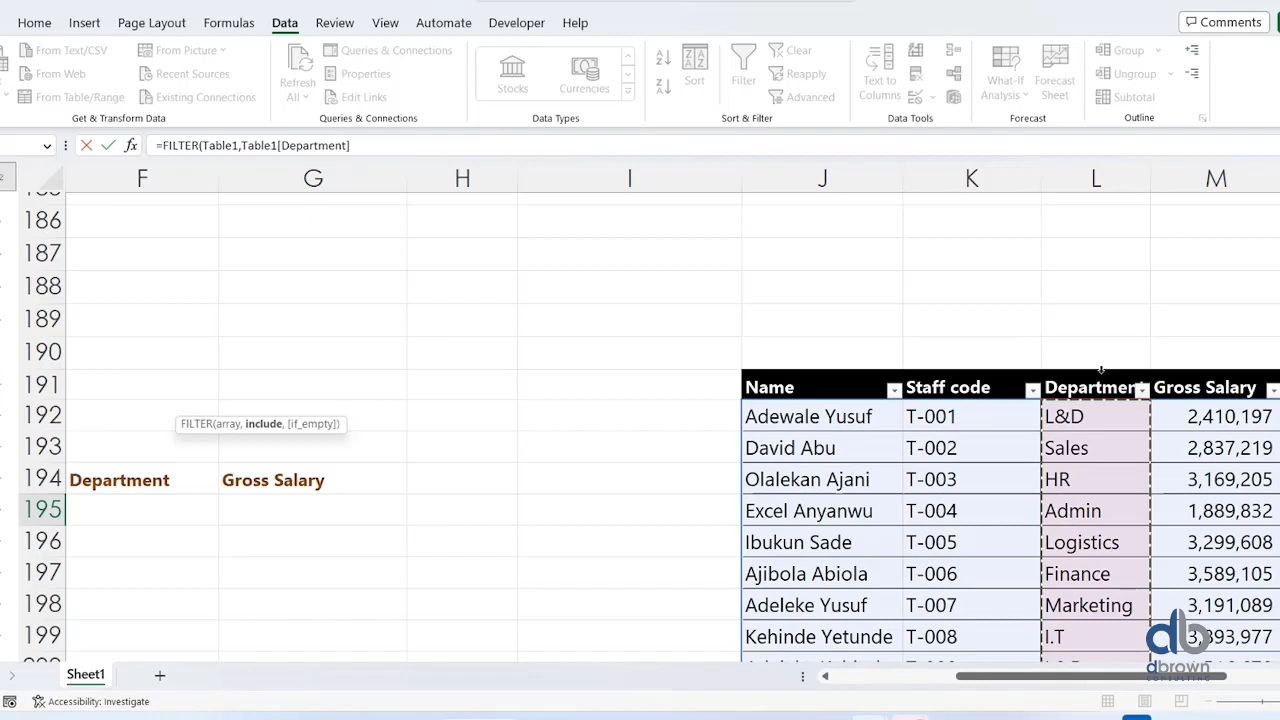 Home Insert Page Layout Formulas Data Review View Automate Developer Help Comments
From Text/CSV From Picture Queries & Connections Clear Group
From Web Recent Sources Properties Reapply Ungroup
From Table/Range Existing Connections Edit Links Advanced Subtotal
Refresh All Stocks Currencies Sort Filter Text to Columns What-If Analysis Forecast Sheet
Get & Transform Data Queries & Connections Data Types Sort & Filter Data Tools Forecast Outline
=FILTER(Table1,Table1[Department]
F G H I J K L M
186
187
188
189
190
191 Name Staff code Department Gross Salary
192 Adewale Yusuf T-001 L&D 2,410,197
FILTER(array, include, [if_empty])
193 David Abu T-002 Sales 2,837,219
194 Department Gross Salary Olalekan Ajani T-003 HR 3,169,205
195 Excel Anyanwu T-004 Admin 1,889,832
196 Ibukun Sade T-005 Logistics 3,299,608
197 Ajibola Abiola T-006 Finance 3,589,105
198 Adeleke Yusuf T-007 Marketing 3,191,089
199 Kehinde Yetunde T-008 I.T
db
dbrown
CONSULTING
Sheet1
Accessibility: Investigate